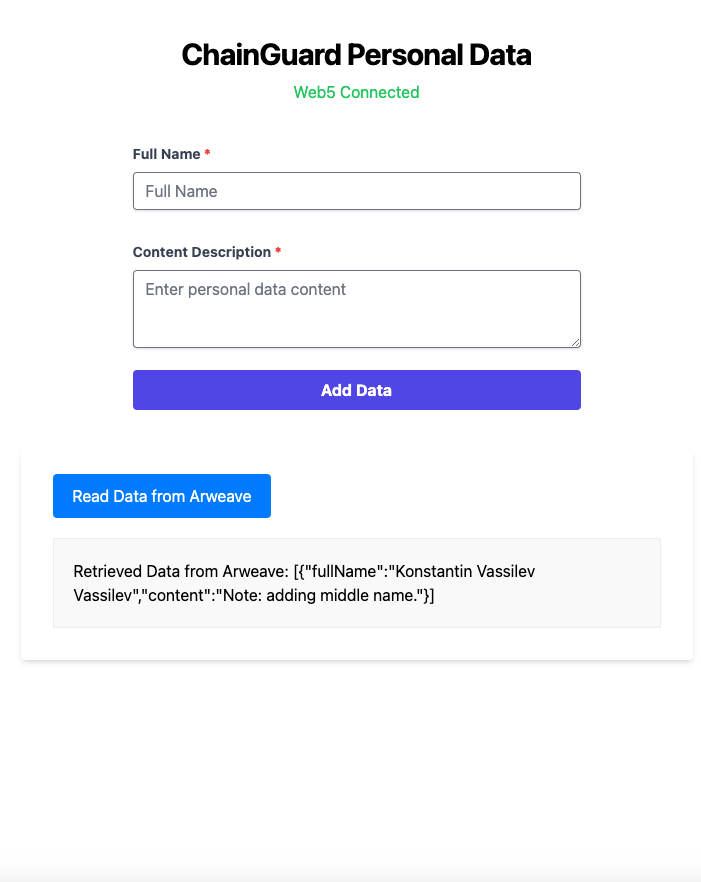 ChainGuard Personal Data
Web5 Connected
Full Name *
Full Name
Content Description *
Enter personal data content
Add Data
Read Data from Arweave
Retrieved Data from Arweave: [{"fullName":"Konstantin Vassilev
Vassilev","content":"Note: adding middle name."}]